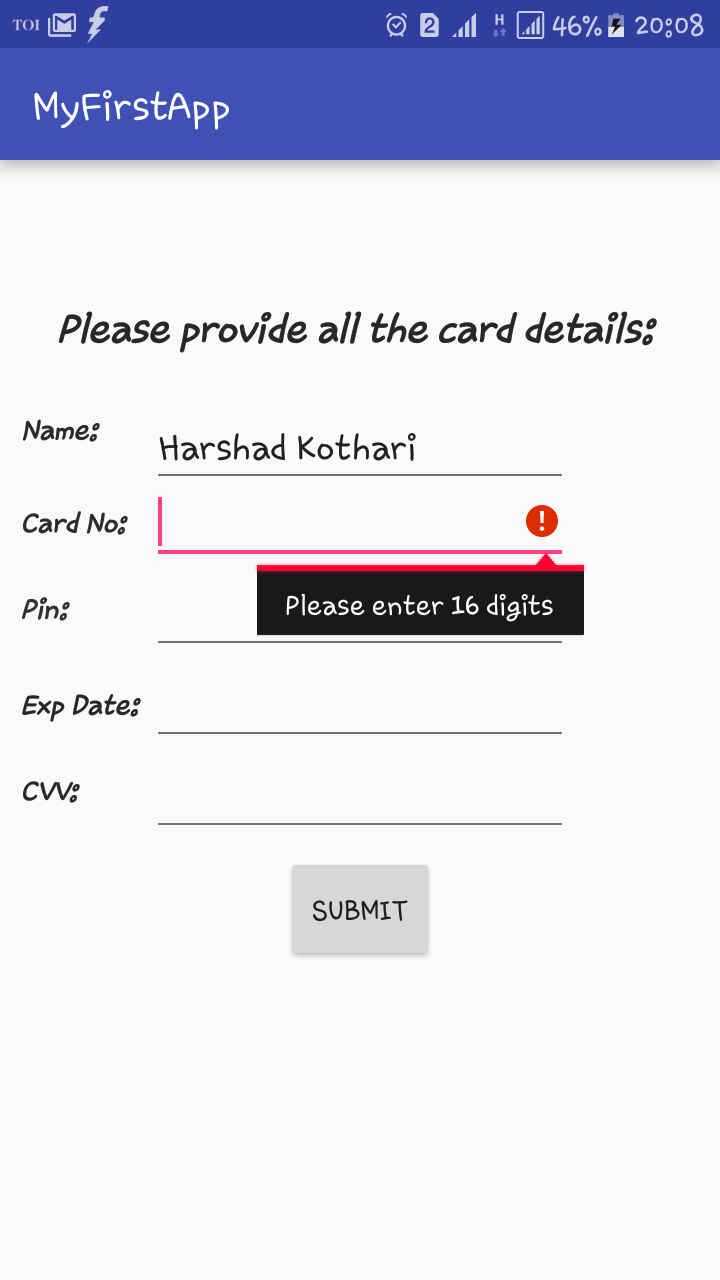 TOI 2 H 46% 20:08
MyFirstApp
Please provide all the card details:
Name: Harshad Kothari
Card No:
Please enter 16 digits
Pin:
Exp Date:
CVV:
SUBMIT